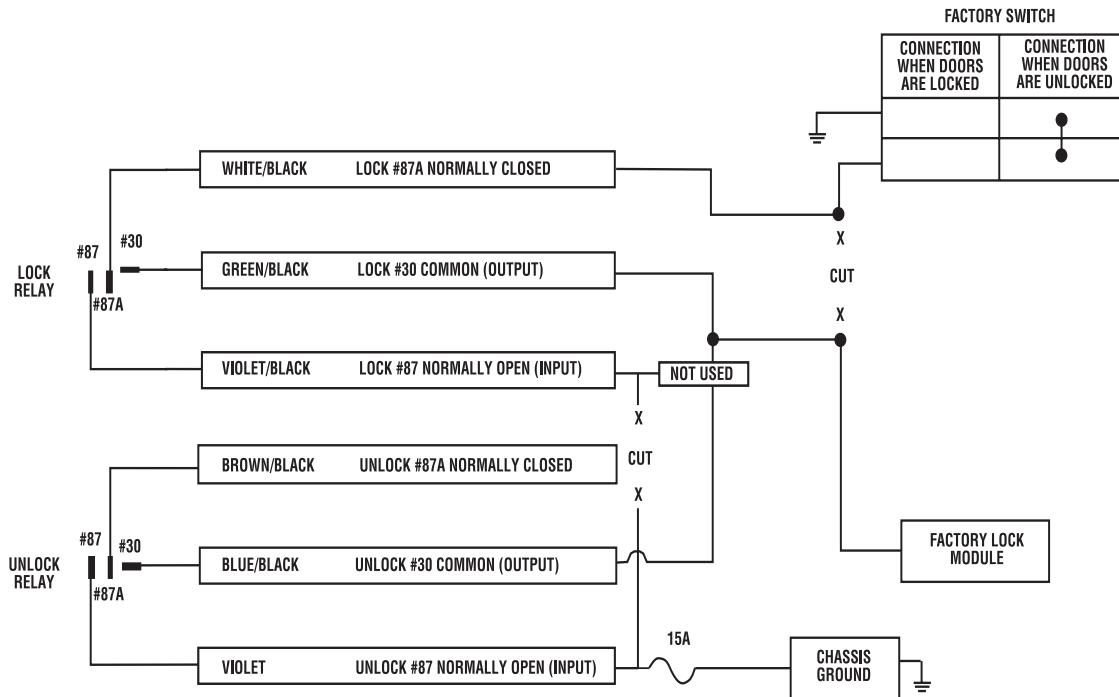 FACTORY SWITCH
CONNECTION
WHEN DOORS
ARE LOCKED
CONNECTION
WHEN DOORS
ARE UNLOCKED
WHITE/BLACK LOCK #87A NORMALLY CLOSED
#87
#30
LOCK
RELAY
#87A
GREEN/BLACK LOCK #30 COMMON (OUTPUT)
X
CUT
X
VIOLET/BLACK LOCK #87 NORMALLY OPEN (INPUT)
NOT USED
X
CUT
X
BROWN/BLACK UNLOCK #87A NORMALLY CLOSED
#87
#30
UNLOCK
RELAY
#87A
BLUE/BLACK UNLOCK #30 COMMON (OUTPUT)
FACTORY LOCK
MODULE
VIOLET UNLOCK #87 NORMALLY OPEN (INPUT)
15A
CHASSIS
GROUND